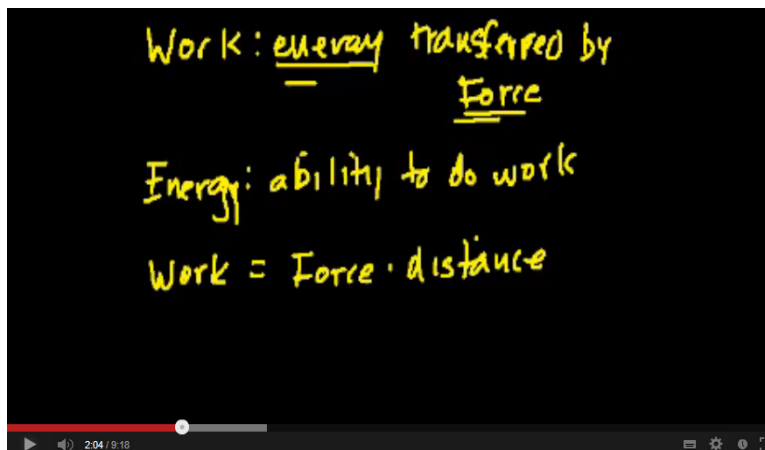 Work: energy transferred by
Force
Energy: ability to do work
Work = Force · distance
2:04 / 9:18